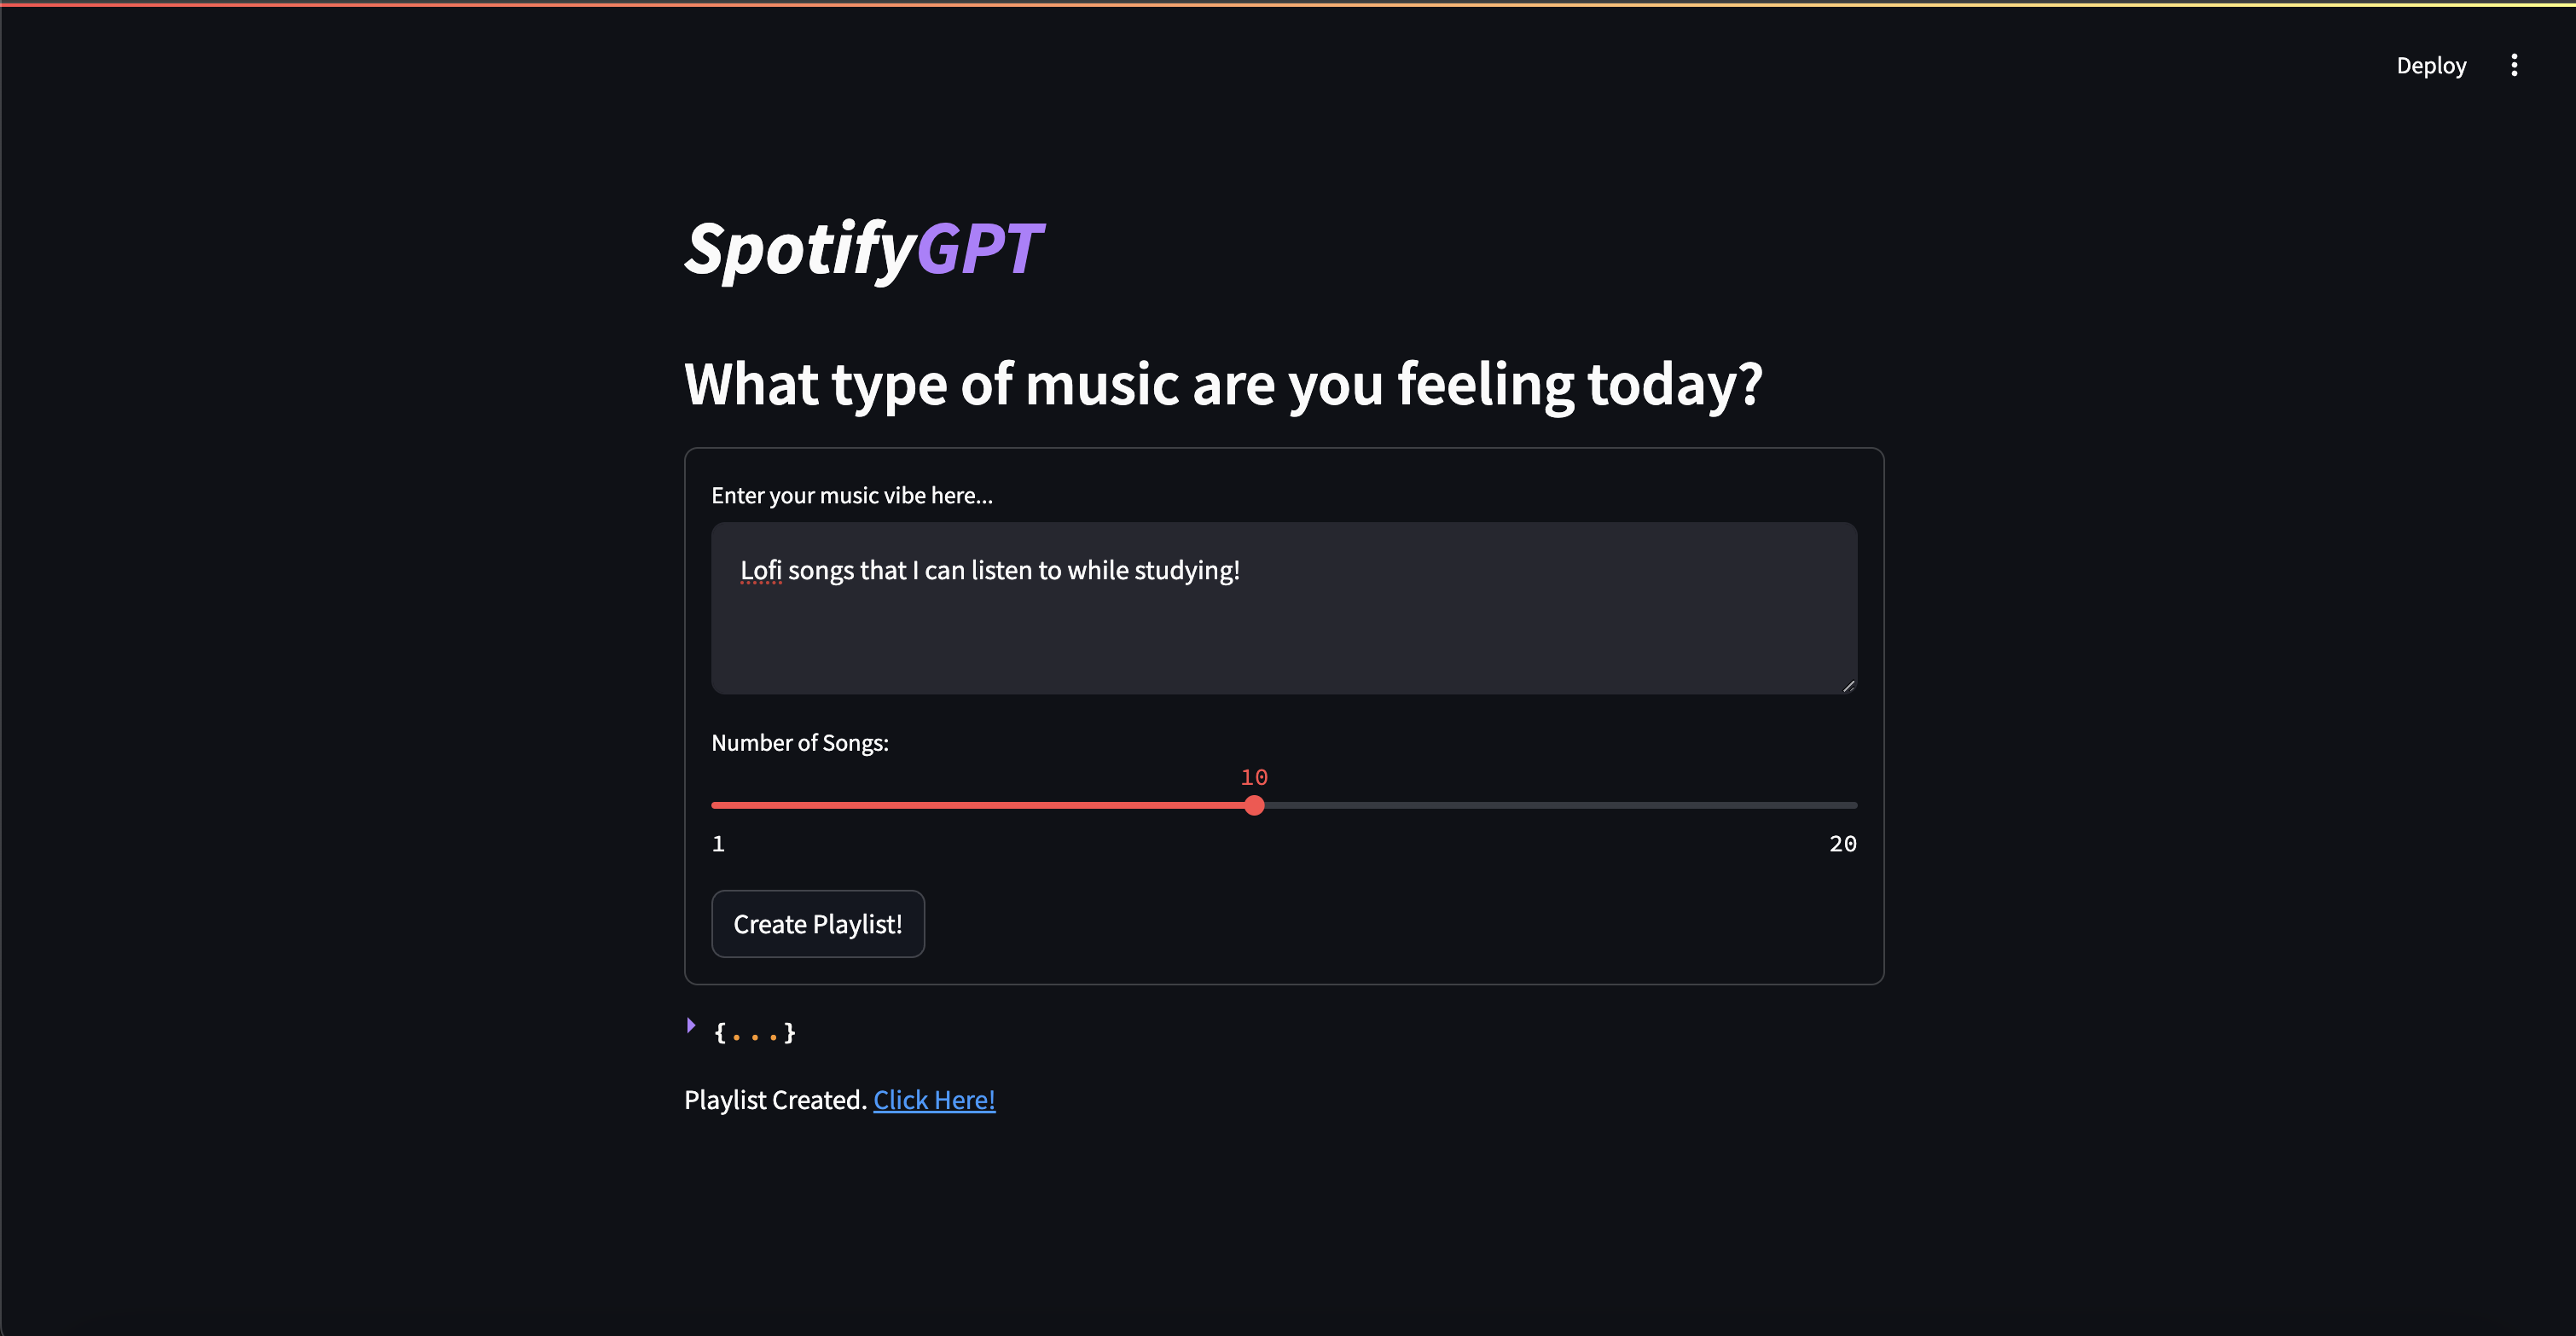 Deploy
SpotifyGPT
What type of music are you feeling today?
Enter your music vibe here...
Lofi songs that I can listen to while studying!
Number of Songs:
10
1 20
Create Playlist!
{...}
Playlist Created. Click Here!